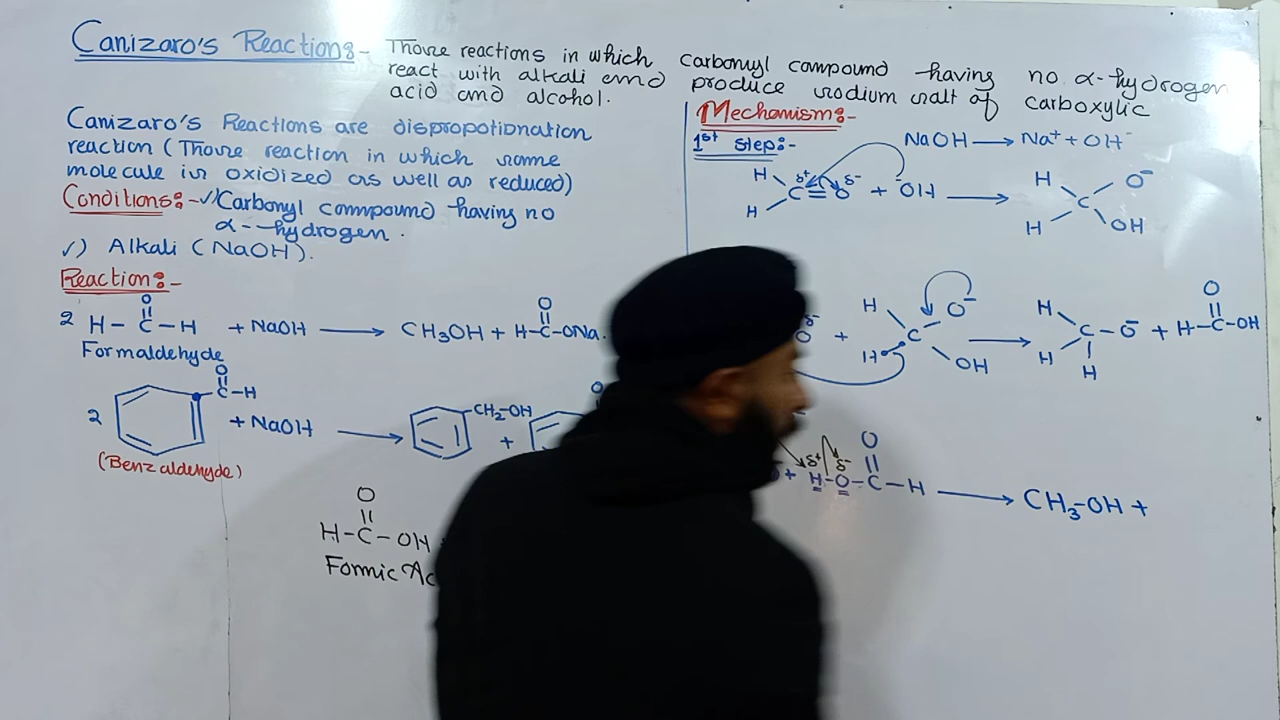 Canizaro's Reactions:- Those reactions in which carbonyl compound having no α-hydrogen
react with alkali and produce sodium salt of carboxylic
acid and alcohol.
Canizaro's Reactions are dispropotionation
reaction (Those reaction in which same
molecule is oxidized as well as reduced)
Conditions:- ✓) Carbonyl compound having no
α-hydrogen.
✓) Alkali (NaOH).
Reaction:-
O
2 H-C-H + NaOH → CH3OH + H-C-ONa.
O
Formaldehyde
O
C-H
2 + NaOH → CH2-OH
+
(Benzaldehyde)
O
H-C-OH
Formic
Mechanism:-
1st step:-
NaOH → Na+ + OH-
H
C=O + -OH → H O-
δ+ δ-
H
C
H OH
δ-
O + H O- → H
C
H OH
C-O- + H-C-OH
O
H H
δ+ δ- O
+ H-O-C-H → CH3-OH +